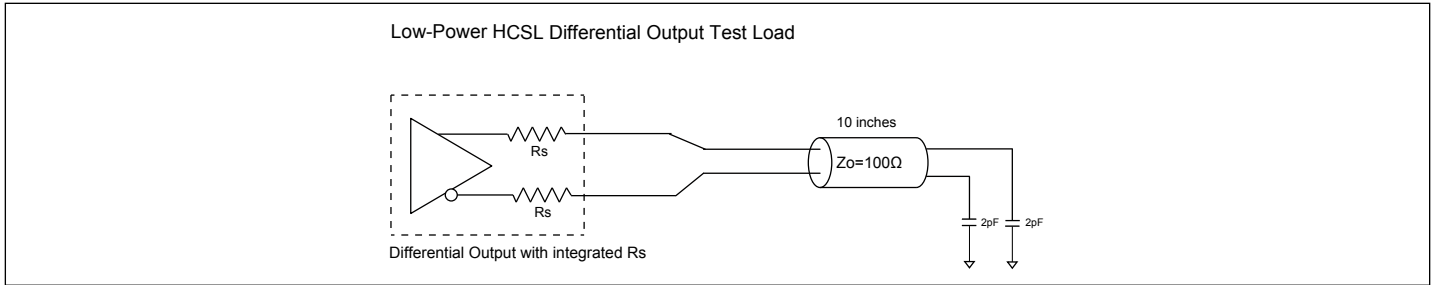 Low-Power HCSL Differential Output Test Load
10 inches
Rs
Zo=100Ω
Rs
2pF
2pF
Differential Output with integrated Rs